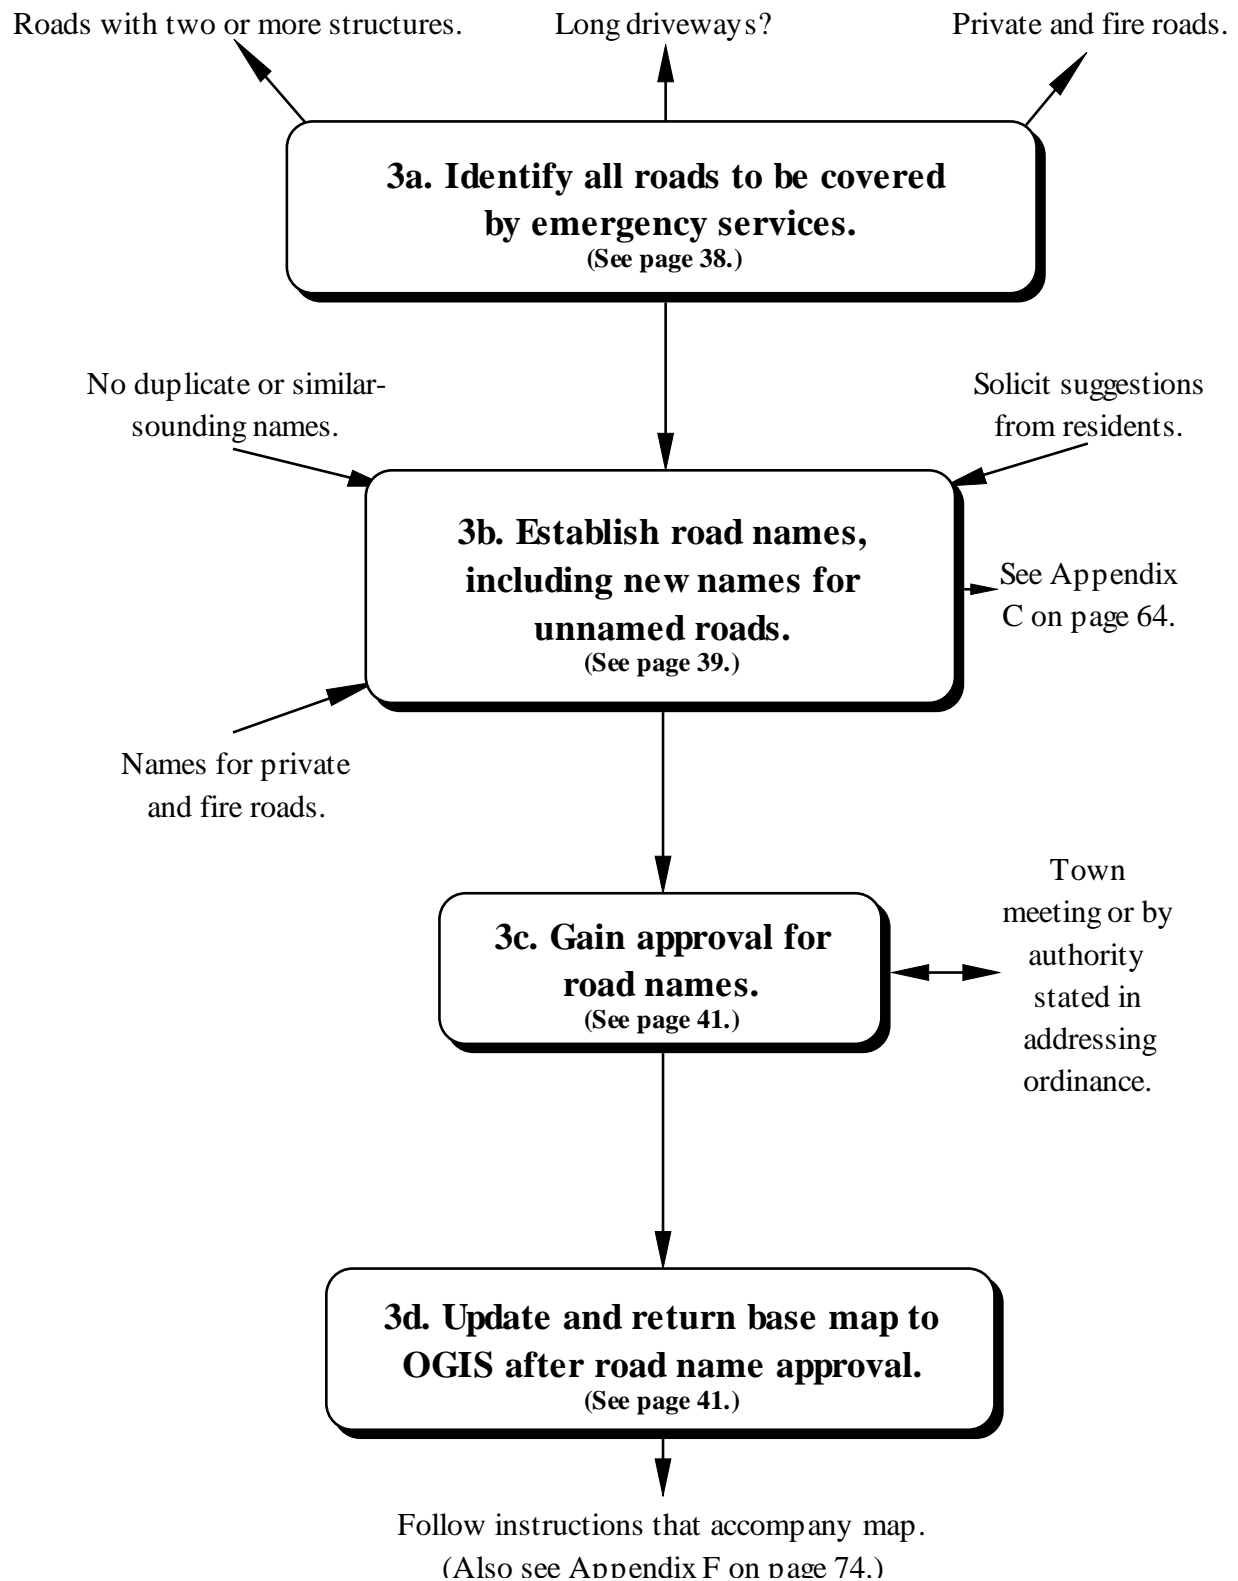 Roads with two or more structures.
Long driveways?
Private and fire roads.
3a. Identify all roads to be covered
by emergency services.
(See page 38.)
No duplicate or similar-
sounding names.
Solicit suggestions
from residents.
3b. Establish road names,
including new names for
unnamed roads.
(See page 39.)
See Appendix
C on page 64.
Names for private
and fire roads.
3c. Gain approval for
road names.
(See page 41.)
Town
meeting or by
authority
stated in
addressing
ordinance.
3d. Update and return base map to
OGIS after road name approval.
(See page 41.)
Follow instructions that accompany map.
(Also see Appendix F on page 74.)